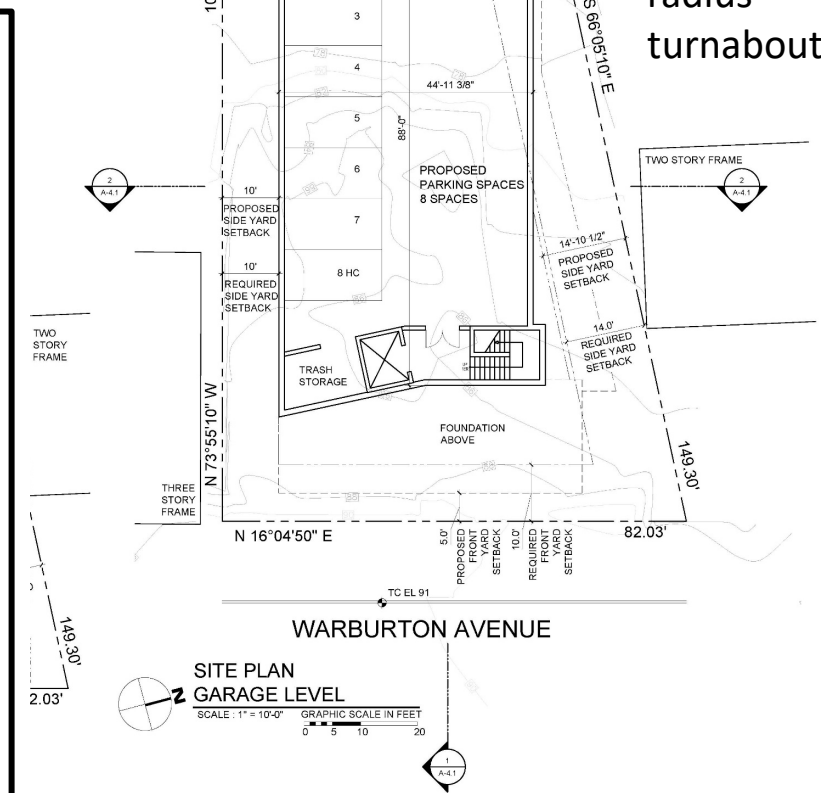 radius
turnabout
10
S 66°05'10" E
3
4
44'-11 3/8"
5
88'-0"
6
PROPOSED
PARKING SPACES
8 SPACES
7
8 HC
TWO STORY FRAME
2
A-4.1
2
A-4.1
10'
PROPOSED
SIDE YARD
SETBACK
10'
REQUIRED
SIDE YARD
SETBACK
14'-10 1/2"
PROPOSED
SIDE YARD
SETBACK
14.0'
REQUIRED
SIDE YARD
SETBACK
TWO
STORY
FRAME
TRASH
STORAGE
FOUNDATION
ABOVE
N 73°55'10" W
149.30'
THREE
STORY
FRAME
N 16°04'50" E
5.0'
PROPOSED
FRONT
YARD
SETBACK
10.0'
REQUIRED
FRONT
YARD
SETBACK
82.03'
TC EL 91
WARBURTON AVENUE
149.30'
2.03'
N
SITE PLAN
GARAGE LEVEL
SCALE : 1" = 10'-0"
GRAPHIC SCALE IN FEET
0 5 10 20
1
A-4.1